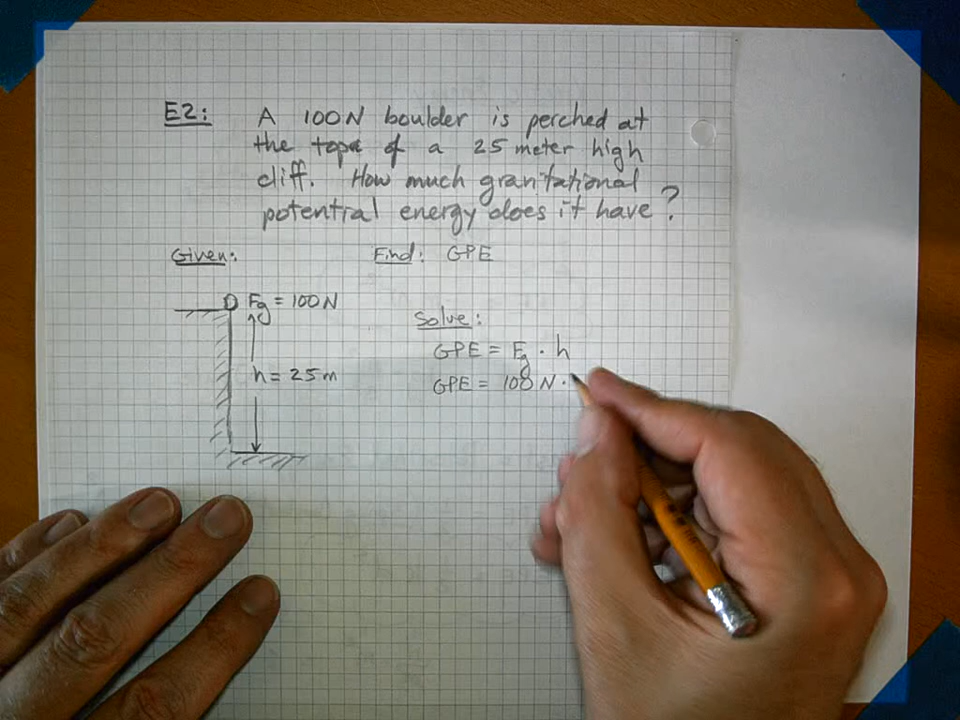 E2: A 100N boulder is perched at
the top of a 25 meter high
cliff. How much gravitational
potential energy does it have?
Given: Find: GPE
Fg = 100N
Solve:
GPE = Fg · h
h = 25m
GPE = 100 N ·